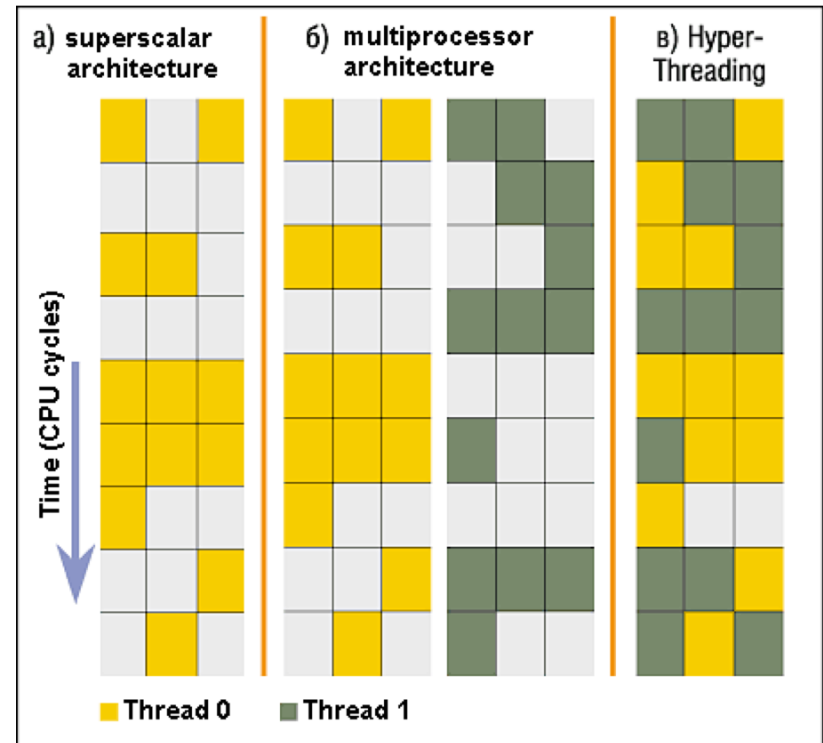 а) superscalar
architecture
б) multiprocessor
architecture
в) Hyper-
Threading
Time (CPU cycles)
Thread 0
Thread 1